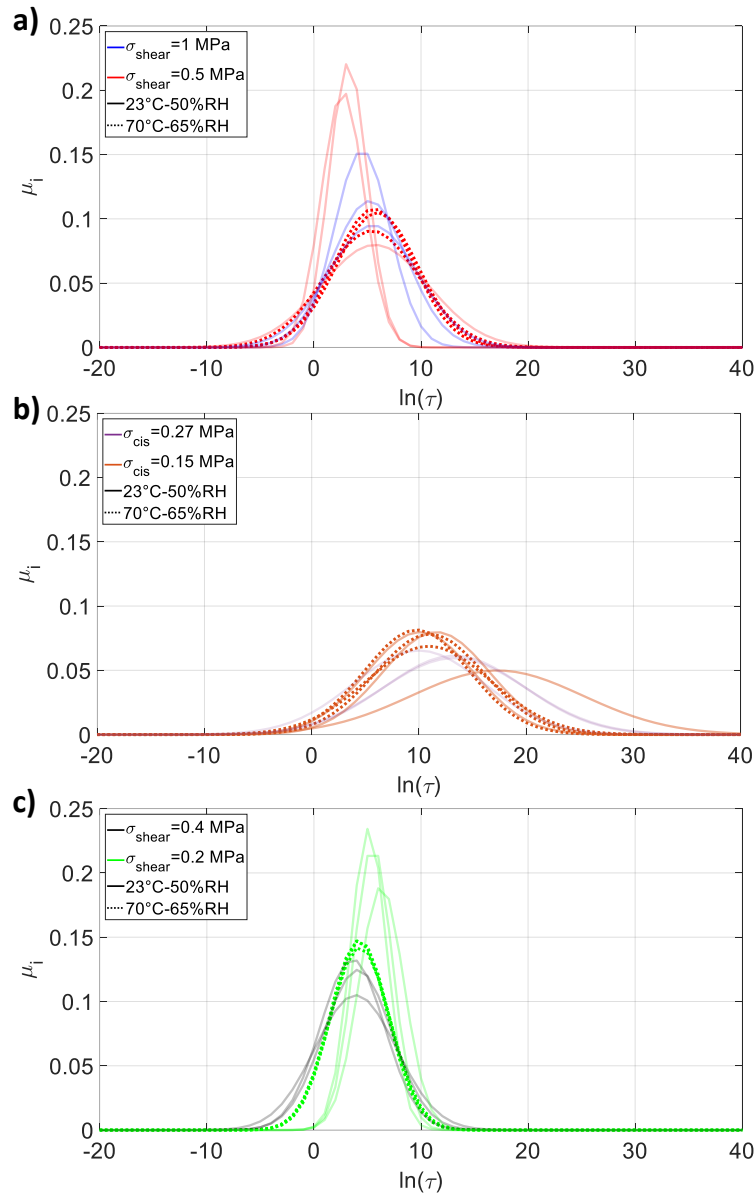 a)
0.25
0.2
0.15
0.1
0.05
0
μi
σshear=1 MPa
σshear=0.5 MPa
23°C-50%RH
70°C-65%RH
-20 -10 0 10 20 30 40
ln(τ)
b)
0.25
0.2
0.15
0.1
0.05
0
μi
σcis=0.27 MPa
σcis=0.15 MPa
23°C-50%RH
70°C-65%RH
-20 -10 0 10 20 30 40
ln(τ)
c)
0.25
0.2
0.15
0.1
0.05
0
μi
σshear=0.4 MPa
σshear=0.2 MPa
23°C-50%RH
70°C-65%RH
-20 -10 0 10 20 30 40
ln(τ)